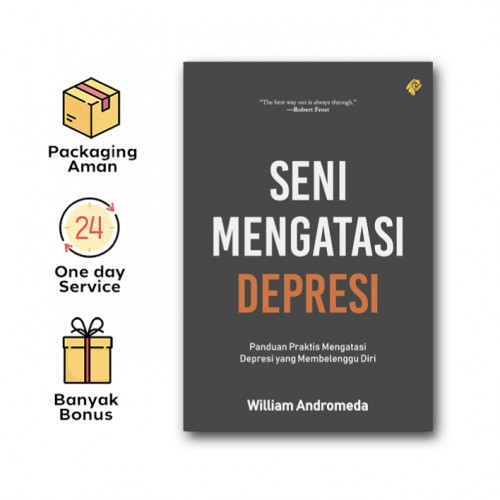 Packaging
Aman
24
One day
Service
Banyak
Bonus
"The best way out is always through."
—Robert Frost
SENI
MENGATASI
DEPRESI
Panduan Praktis Mengatasi
Depresi yang Membelenggu Diri
William Andromeda